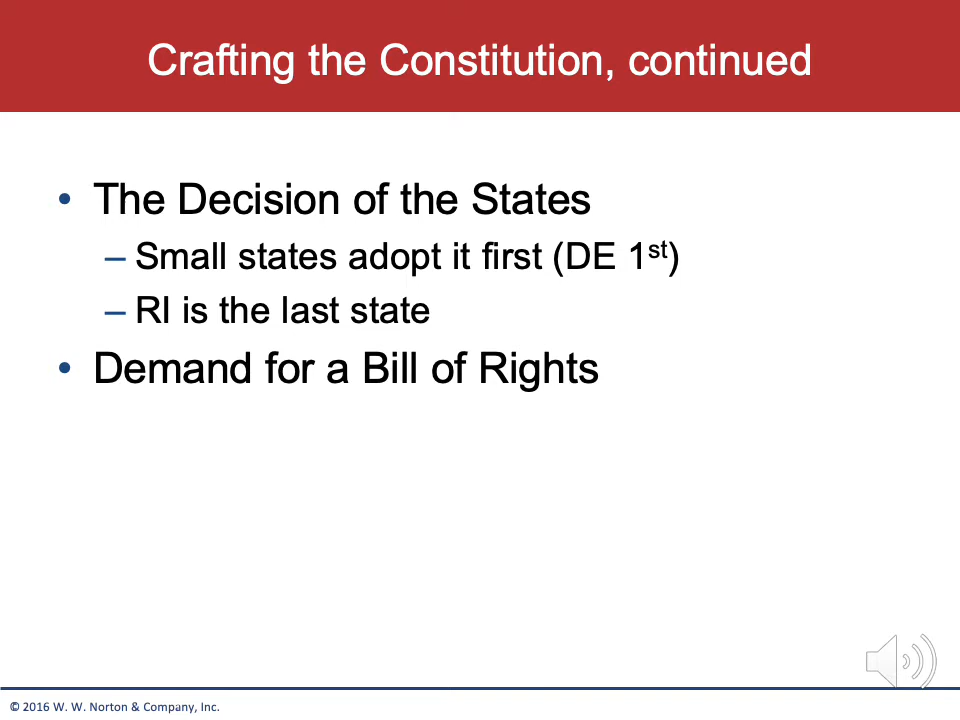 Crafting the Constitution, continued
• The Decision of the States
– Small states adopt it first (DE 1st)
– RI is the last state
• Demand for a Bill of Rights
© 2016 W. W. Norton & Company, Inc.